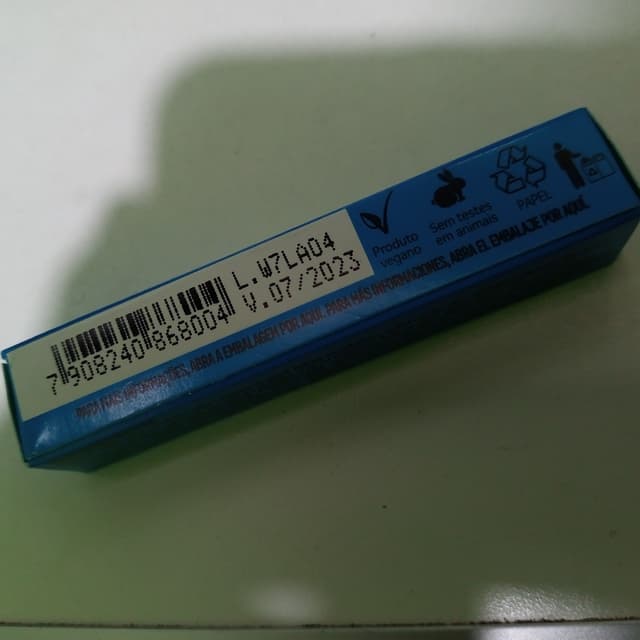 L.W7LA04
V.07/2023
7 908240 868004
Produto
vegano
Sem testes
em animais
PAPEL
PARA MAIS INFORMAÇÕES, ABRA A EMBALAGEM POR AQUI. PARA MÁS INFORMACIONES, ABRA EL EMBALAJE POR AQUÍ.